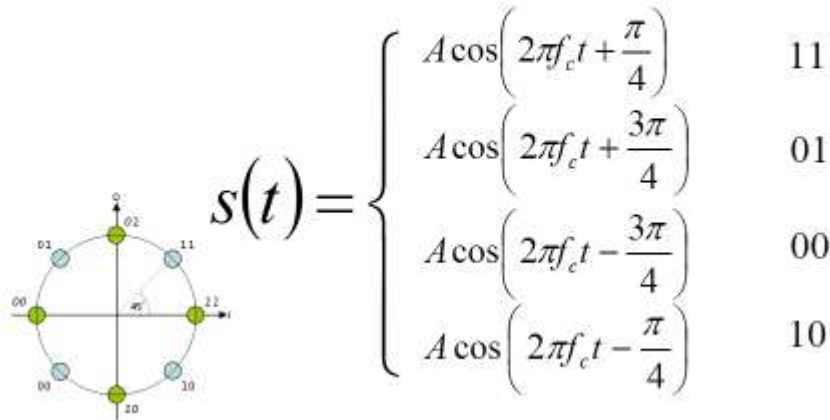 s(t) =
A cos(2πf_c t + π/4) 11
A cos(2πf_c t + 3π/4) 01
A cos(2πf_c t − 3π/4) 00
A cos(2πf_c t − π/4) 10
Q
02
01 11
00 45° 22 I
00 10
20